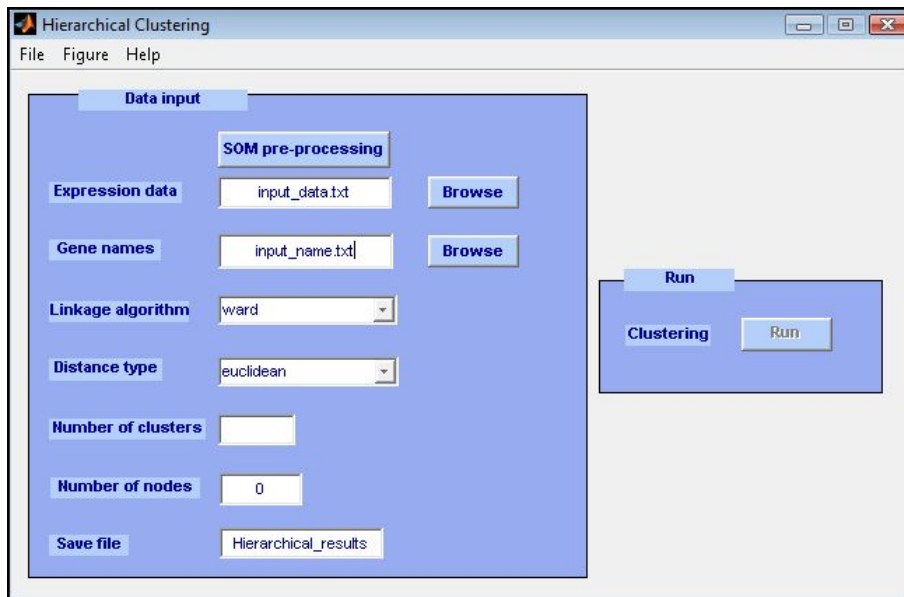 Hierarchical Clustering
File Figure Help
Data input
SOM pre-processing
Expression data input_data.txt Browse
Gene names input_name.txt Browse
Linkage algorithm ward
Distance type euclidean
Number of clusters
Number of nodes 0
Save file Hierarchical_results
Run
Clustering Run